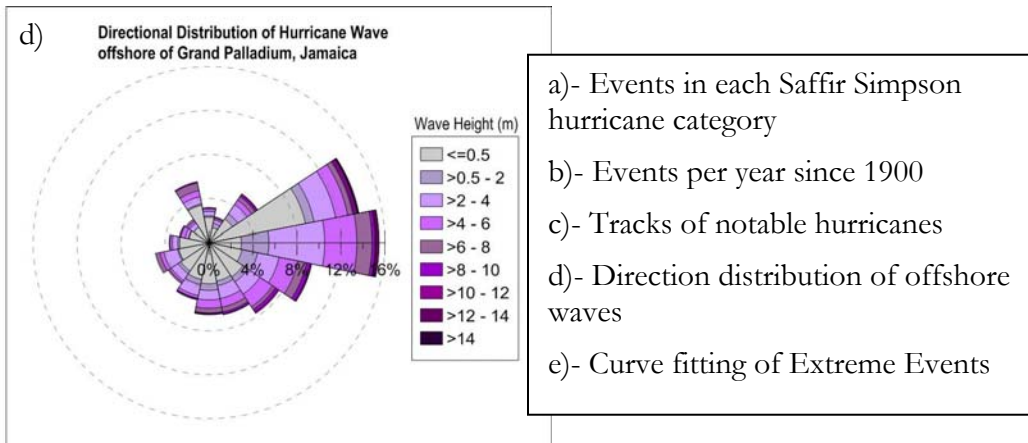 d)
Directional Distribution of Hurricane Wave
offshore of Grand Palladium, Jamaica
Wave Height (m)
<=0.5
>0.5 - 2
>2 - 4
>4 - 6
>6 - 8
>8 - 10
>10 - 12
>12 - 14
>14
0% 4% 8% 12% 16%
a)- Events in each Saffir Simpson
hurricane category
b)- Events per year since 1900
c)- Tracks of notable hurricanes
d)- Direction distribution of offshore
waves
e)- Curve fitting of Extreme Events